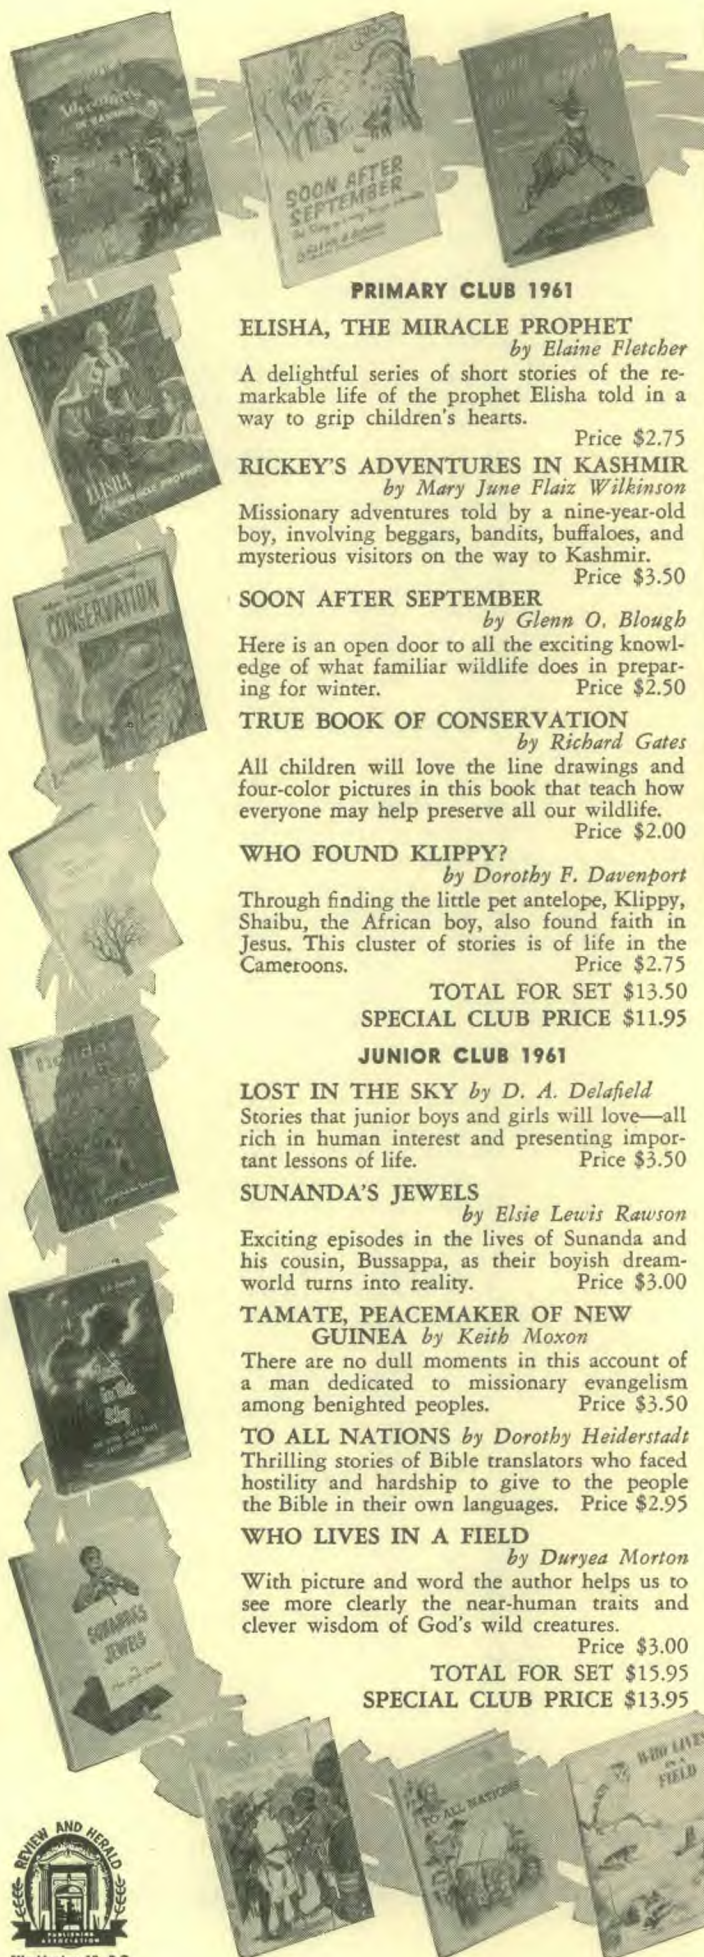 Adventures
IN KASHMIR
SOON AFTER
SEPTEMBER
WHO
PRIMARY CLUB 1961
ELISHA, THE MIRACLE PROPHET
by Elaine Fletcher
A delightful series of short stories of the re-
markable life of the prophet Elisha told in a
way to grip children's hearts.
Price $2.75
RICKEY'S ADVENTURES IN KASHMIR
by Mary June Flaiz Wilkinson
Missionary adventures told by a nine-year-old
boy, involving beggars, bandits, buffaloes, and
mysterious visitors on the way to Kashmir.
Price $3.50
SOON AFTER SEPTEMBER
by Glenn O. Blough
Here is an open door to all the exciting knowl-
edge of what familiar wildlife does in prepar-
ing for winter. Price $2.50
TRUE BOOK OF CONSERVATION
by Richard Gates
All children will love the line drawings and
four-color pictures in this book that teach how
everyone may help preserve all our wildlife.
Price $2.00
WHO FOUND KLIPPY?
by Dorothy F. Davenport
Through finding the little pet antelope, Klippy,
Shaibu, the African boy, also found faith in
Jesus. This cluster of stories is of life in the
Cameroons. Price $2.75
TOTAL FOR SET $13.50
SPECIAL CLUB PRICE $11.95
JUNIOR CLUB 1961
LOST IN THE SKY by D. A. Delafield
Stories that junior boys and girls will love—all
rich in human interest and presenting impor-
tant lessons of life. Price $3.50
SUNANDA'S JEWELS
by Elsie Lewis Rawson
Exciting episodes in the lives of Sunanda and
his cousin, Bussappa, as their boyish dream-
world turns into reality. Price $3.00
TAMATE, PEACEMAKER OF NEW
GUINEA by Keith Moxon
There are no dull moments in this account of
a man dedicated to missionary evangelism
among benighted peoples. Price $3.50
TO ALL NATIONS by Dorothy Heiderstadt
Thrilling stories of Bible translators who faced
hostility and hardship to give to the people
the Bible in their own languages. Price $2.95
WHO LIVES IN A FIELD
by Duryea Morton
With picture and word the author helps us to
see more clearly the near-human traits and
clever wisdom of God's wild creatures.
Price $3.00
TOTAL FOR SET $15.95
SPECIAL CLUB PRICE $13.95
ELISHA
MIRACLE PROPHET
CONSERVATION
in the
Sky
SUNANDA'S
JEWELS
TO ALL NATIONS
WHO LIVES
IN A
FIELD
REVIEW AND HERALD
PUBLISHING
ASSOCIATION